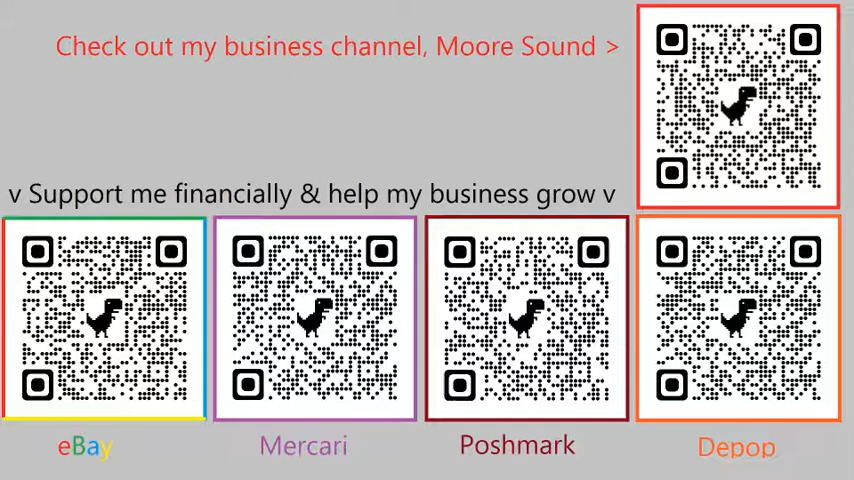 Check out my business channel, Moore Sound >
v Support me financially & help my business grow v
eBay
Mercari
Poshmark
Depop